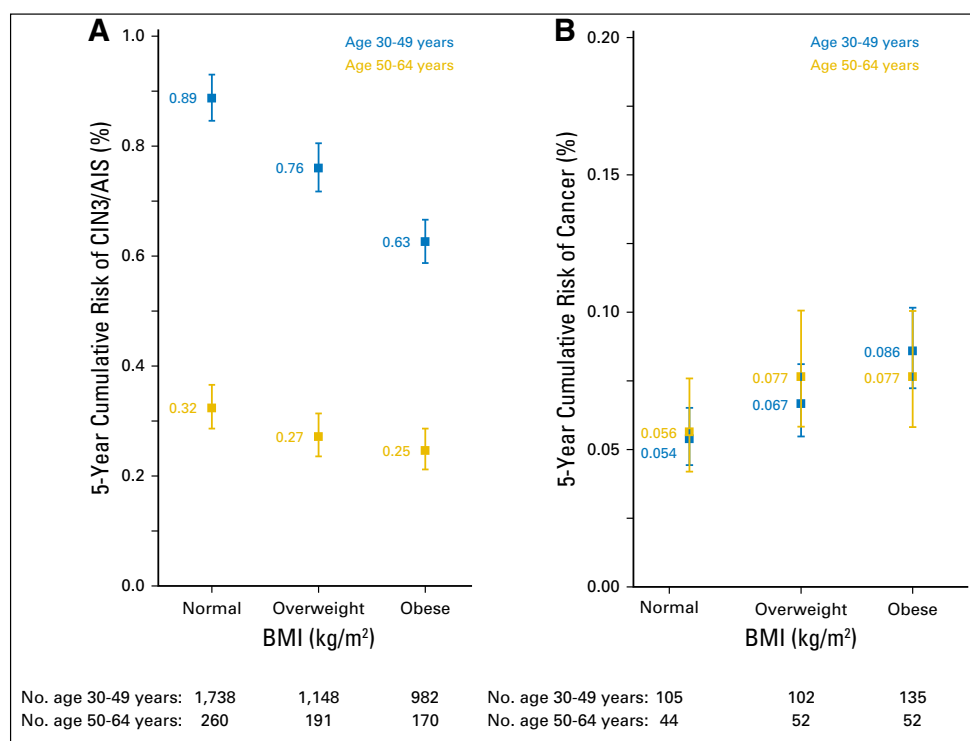 A
Age 30-49 years
Age 50-64 years
5-Year Cumulative Risk of CIN3/AIS (%)
1.0
0.8
0.6
0.4
0.2
0.0
0.89
0.76
0.63
0.32
0.27
0.25
Normal Overweight Obese
BMI (kg/m²)
No. age 30-49 years: 1,738 1,148 982
No. age 50-64 years: 260 191 170
B
Age 30-49 years
Age 50-64 years
5-Year Cumulative Risk of Cancer (%)
0.20
0.15
0.10
0.05
0.00
0.056
0.054
0.077
0.067
0.086
0.077
Normal Overweight Obese
BMI (kg/m²)
No. age 30-49 years: 105 102 135
No. age 50-64 years: 44 52 52